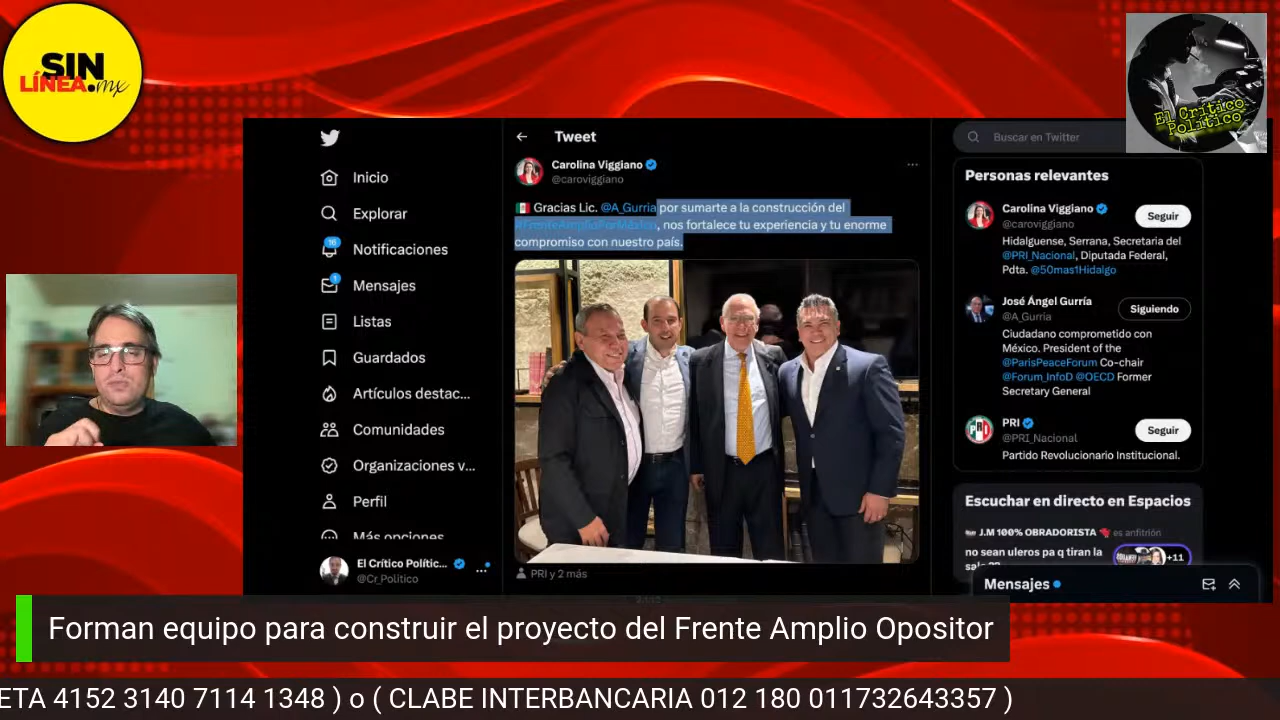 SIN
LÍNEA.mx
El Crítico
Político
Inicio
Explorar
16
Notificaciones
1
Mensajes
Listas
Guardados
Artículos destac...
Comunidades
Organizaciones v...
Perfil
Más opciones
El Crítico Polític...
@Cr_Politico
Tweet
Carolina Viggiano
@caroviggiano
Gracias Lic. @A_Gurria por sumarte a la construcción del
#FrenteAmplioPorMéxico, nos fortalece tu experiencia y tu enorme
compromiso con nuestro país.
PRI y 2 más
Buscar en Twitter
Personas relevantes
Carolina Viggiano
@caroviggiano
Seguir
Hidalguense, Serrana, Secretaria del
@PRI_Nacional, Diputada Federal,
Pdta. @50mas1Hidalgo
José Ángel Gurría
@A_Gurria
Siguiendo
Ciudadano comprometido con
México. President of the
@ParisPeaceForum Co-chair
@Forum_InfoD @OECD Former
Secretary General
PRI
@PRI_Nacional
Seguir
Partido Revolucionario Institucional.
Escuchar en directo en Espacios
J.M 100% OBRADORISTA es anfitrión
no sean uleros pa q tiran la
+11
Mensajes
Forman equipo para construir el proyecto del Frente Amplio Opositor
ETA 4152 3140 7114 1348 ) o ( CLABE INTERBANCARIA 012 180 011732643357 )